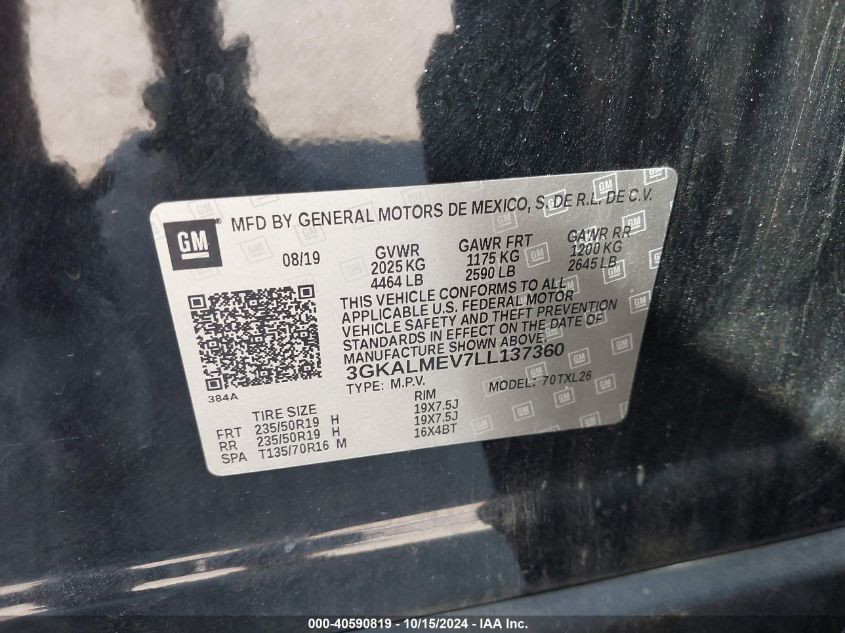 GM MFD BY GENERAL MOTORS DE MEXICO, S. DE R.L. DE C.V.
08/19 GVWR GAWR FRT GAWR RR
2025 KG 1175 KG 1200 KG
4464 LB 2590 LB 2645 LB
THIS VEHICLE CONFORMS TO ALL
APPLICABLE U.S. FEDERAL MOTOR
VEHICLE SAFETY AND THEFT PREVENTION
STANDARDS IN EFFECT ON THE DATE OF
MANUFACTURE SHOWN ABOVE.
3GKALMEV7LL137360
TYPE: M.P.V. MODEL: 70TXL26
384A
TIRE SIZE RIM
FRT 235/50R19 H 19X7.5J
RR 235/50R19 H 19X7.5J
SPA T135/70R16 M 16X4BT
000-40590819 - 10/15/2024 - IAA Inc.